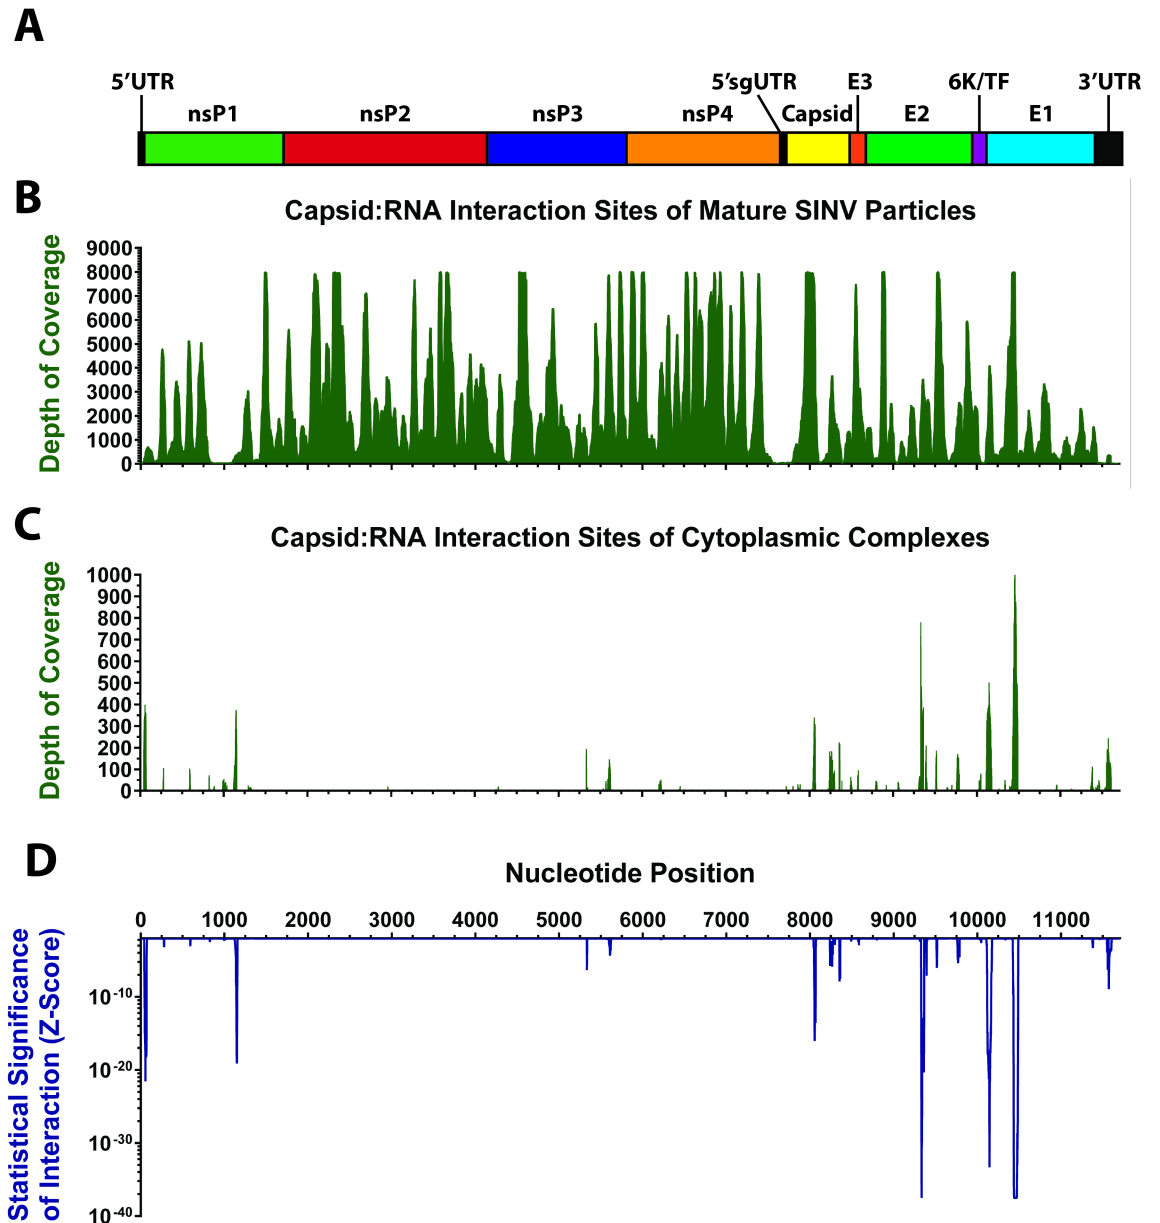 A
5'UTR 5'sgUTR E3 6K/TF 3'UTR
nsP1 nsP2 nsP3 nsP4 Capsid E2 E1
B
Capsid:RNA Interaction Sites of Mature SINV Particles
Depth of Coverage
9000
8000
7000
6000
5000
4000
3000
2000
1000
0
C
Capsid:RNA Interaction Sites of Cytoplasmic Complexes
Depth of Coverage
1000
900
800
700
600
500
400
300
200
100
0
D
Nucleotide Position
0 1000 2000 3000 4000 5000 6000 7000 8000 9000 10000 11000
Statistical Significance
of Interaction (Z-Score)
10-10
10-20
10-30
10-40